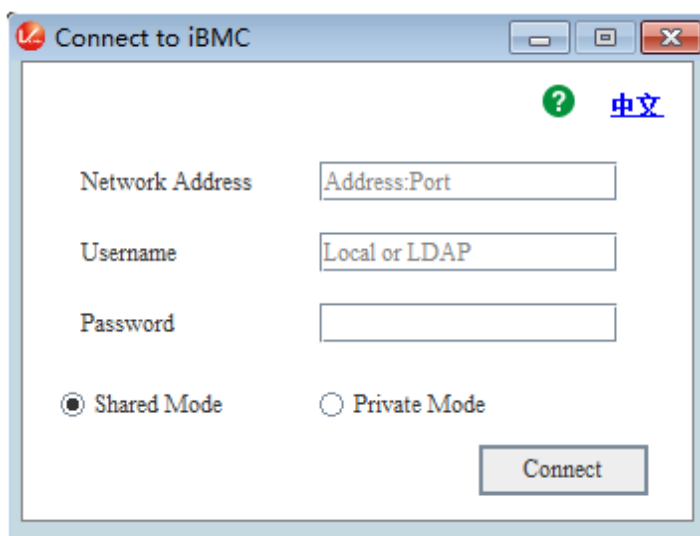 Connect to iBMC
中文
Network Address
Address:Port
Username
Local or LDAP
Password
Shared Mode
Private Mode
Connect